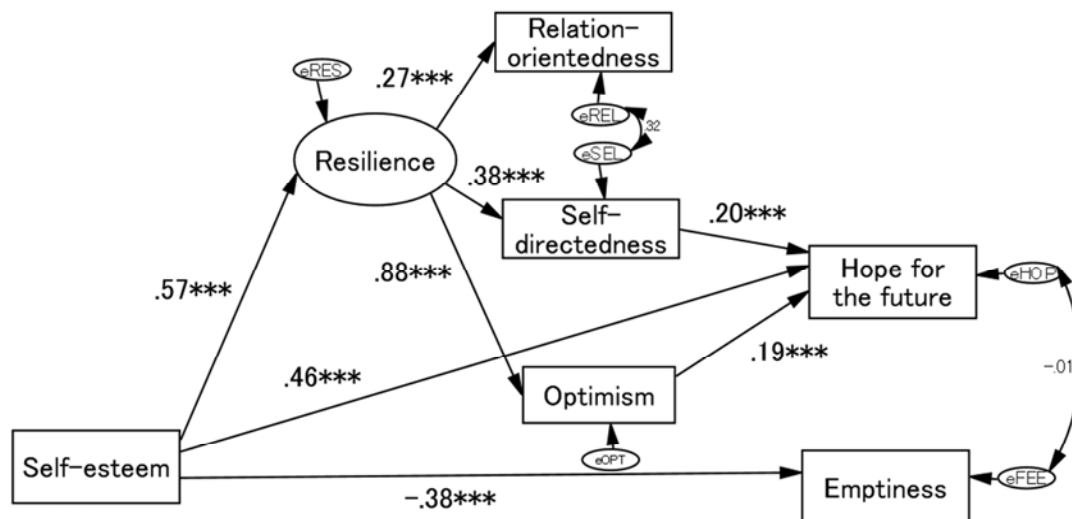 Relation-
orientedness
eRES
.27***
eREL
.32
Resilience
eSEL
.38***
Self-
directedness
.20***
Hope for
the future
eHOP
.57***
.88***
.46***
.19***
-.01
Optimism
Self-esteem
eOPT
-.38***
Emptiness
eFEE